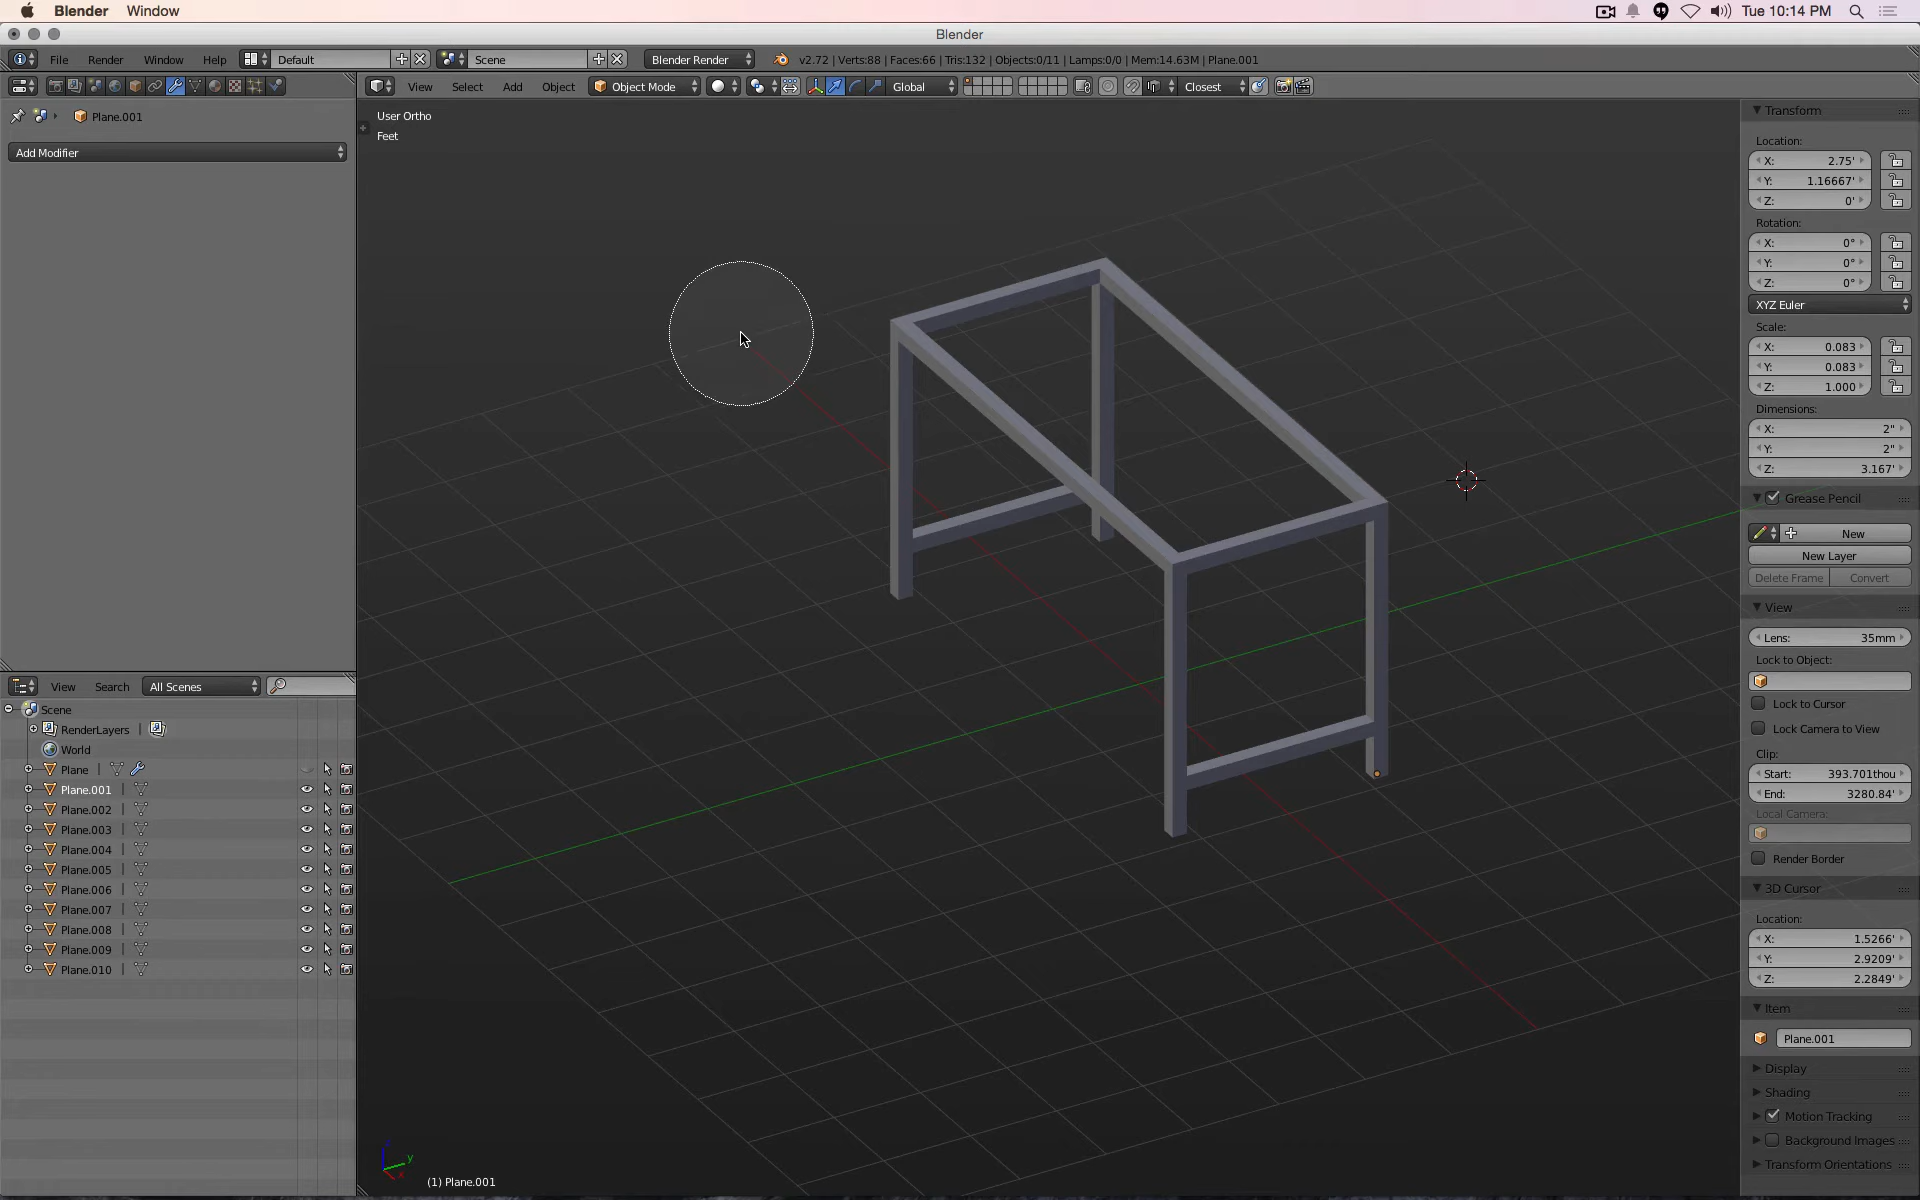 Blender Window Tue 10:14 PM
Blender
File Render Window Help Default Scene Blender Render v2.72 | Verts:88 | Faces:66 | Tris:132 | Objects:0/11 | Lamps:0/0 | Mem:14.63M | Plane.001
View Select Add Object Object Mode Global Closest
Plane.001
Add Modifier
User Ortho
Feet
Transform
Location:
X: 2.75'
Y: 1.16667'
Z: 0'
Rotation:
X: 0°
Y: 0°
Z: 0°
XYZ Euler
Scale:
X: 0.083
Y: 0.083
Z: 1.000
Dimensions:
X: 2"
Y: 2"
Z: 3.167'
Grease Pencil
New
New Layer
Delete Frame Convert
View
Lens: 35mm
Lock to Object:
Lock to Cursor
Lock Camera to View
Clip:
Start: 393.701thou
End: 3280.84'
Local Camera:
Render Border
3D Cursor
Location:
X: 1.5266'
Y: 2.9209'
Z: 2.2849'
Item
Plane.001
Display
Shading
Motion Tracking
Background Images
Transform Orientations
View Search All Scenes
Scene
RenderLayers |
World
Plane |
Plane.001 |
Plane.002 |
Plane.003 |
Plane.004 |
Plane.005 |
Plane.006 |
Plane.007 |
Plane.008 |
Plane.009 |
Plane.010 |
z
y
x
(1) Plane.001